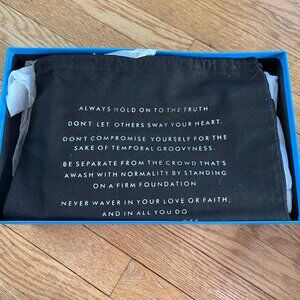 ALWAYS HOLD ON TO THE TRUTH.
DON'T LET OTHERS SWAY YOUR HEART.
DON'T COMPROMISE YOURSELF FOR THE
SAKE OF TEMPORAL GROOVYNESS.
BE SEPARATE FROM THE CROWD THAT'S
AWASH WITH NORMALITY BY STANDING
ON A FIRM FOUNDATION
NEVER WAVER IN YOUR LOVE OR FAITH,
AND IN ALL YOU DO